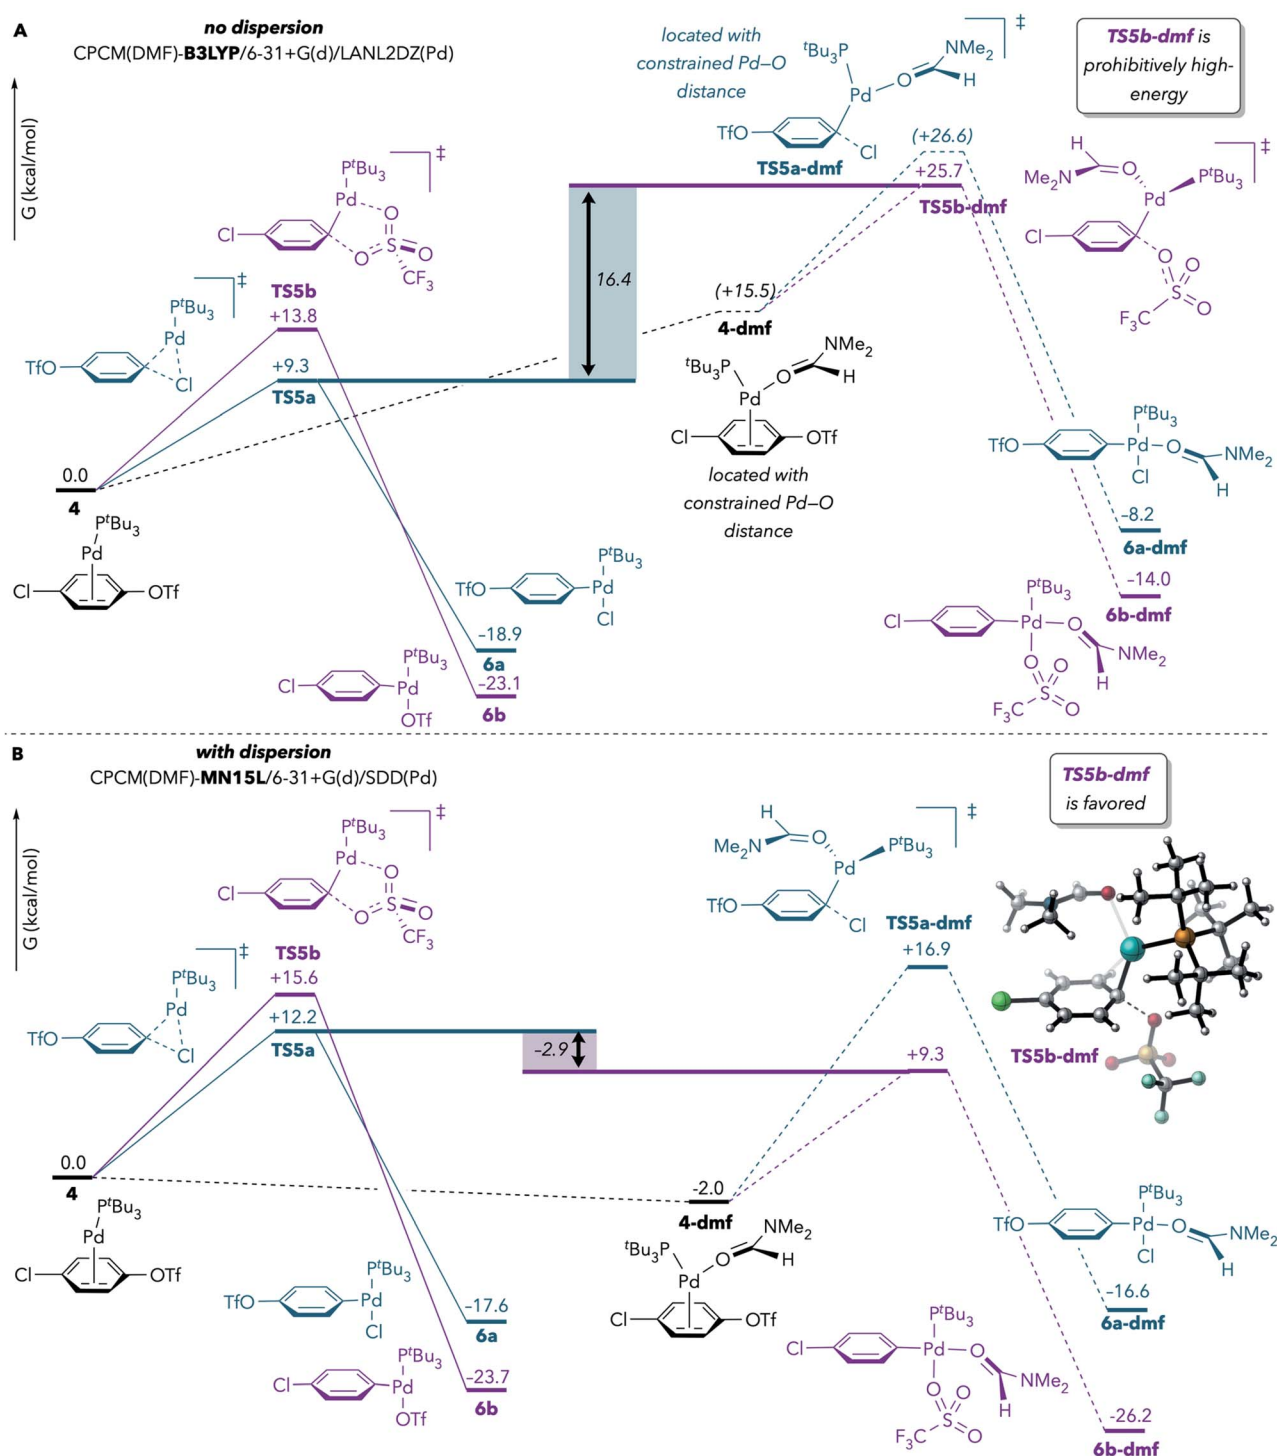 A
no dispersion
CPCM(DMF)-B3LYP/6-31+G(d)/LANL2DZ(Pd)
G (kcal/mol)
located with
constrained Pd–O
distance
ᵗBu₃P
Pd
O
NMe₂
H
TfO
Cl
‡
TS5a-dmf
(+26.6)
+25.7
TS5b-dmf
TS5b-dmf is
prohibitively high-
energy
H
O
Me₂N
Pd
PᵗBu₃
Cl
O
O
S
O
F₃C
‡
PᵗBu₃
Pd
O
Cl
O
S
O
CF₃
‡
TS5b
+13.8
PᵗBu₃
Pd
TfO
Cl
‡
+9.3
TS5a
16.4
(+15.5)
4-dmf
ᵗBu₃P
NMe₂
O
H
Pd
Cl
OTf
located with
constrained Pd–O
distance
0.0
4
PᵗBu₃
Pd
Cl
OTf
PᵗBu₃
TfO
Pd
O
NMe₂
Cl
H
–8.2
6a-dmf
–14.0
6b-dmf
PᵗBu₃
TfO
Pd
Cl
–18.9
6a
PᵗBu₃
Cl
Pd
OTf
–23.1
6b
PᵗBu₃
Cl
Pd
O
NMe₂
O
H
O
S
F₃C
O
B
with dispersion
CPCM(DMF)-MN15L/6-31+G(d)/SDD(Pd)
G (kcal/mol)
TS5b-dmf
is favored
PᵗBu₃
Pd
O
Cl
O
S
O
CF₃
‡
TS5b
+15.6
PᵗBu₃
Pd
TfO
Cl
‡
+12.2
TS5a
–2.9
H
O
Me₂N
Pd
PᵗBu₃
TfO
Cl
‡
TS5a-dmf
+16.9
+9.3
TS5b-dmf
0.0
4
PᵗBu₃
Pd
Cl
OTf
-2.0
4-dmf
ᵗBu₃P
NMe₂
O
H
Pd
Cl
OTf
PᵗBu₃
TfO
Pd
O
NMe₂
Cl
H
–16.6
6a-dmf
PᵗBu₃
TfO
Pd
Cl
–17.6
6a
PᵗBu₃
Cl
Pd
OTf
–23.7
6b
PᵗBu₃
Cl
Pd
O
NMe₂
O
H
O
S
F₃C
O
–26.2
6b-dmf